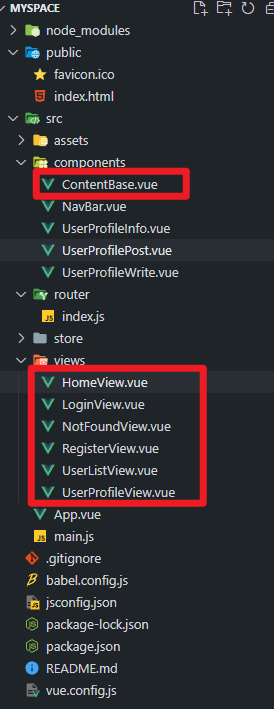 MYSPACE
node_modules
public
favicon.ico
index.html
src
assets
components
ContentBase.vue
NavBar.vue
UserProfileInfo.vue
UserProfilePost.vue
UserProfileWrite.vue
router
JS index.js
store
views
HomeView.vue
LoginView.vue
NotFoundView.vue
RegisterView.vue
UserListView.vue
UserProfileView.vue
App.vue
JS main.js
.gitignore
babel.config.js
jsconfig.json
package-lock.json
package.json
README.md
vue.config.js